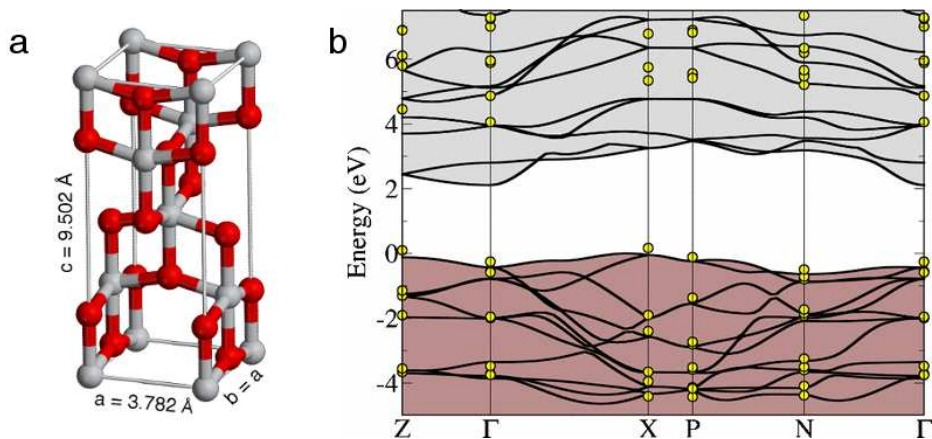 a
c = 9.502 Å
a = 3.782 Å
b = a
b
Energy (eV)
6
4
2
0
-2
-4
Z Γ X P N Γ